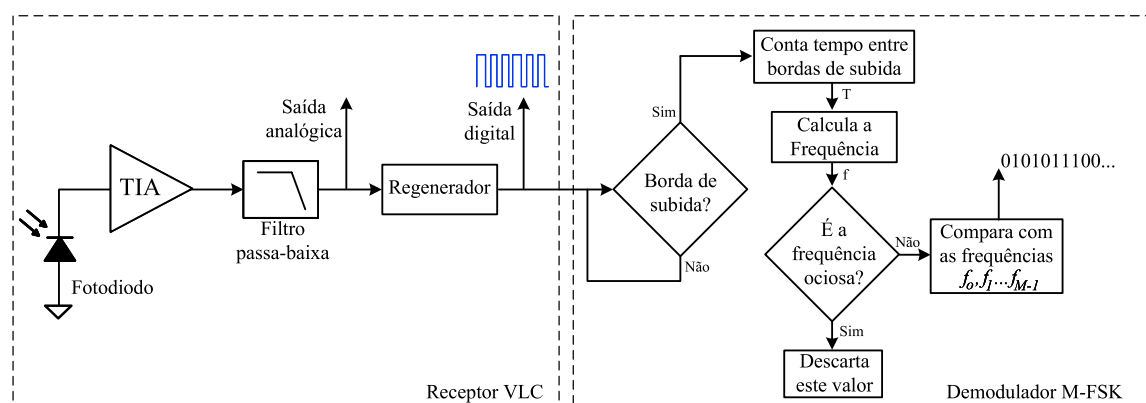 TIA
Fotodiodo
Filtro
passa-baixa
Saída
analógica
Regenerador
Saída
digital
Receptor VLC
Borda de
subida?
Sim
Não
Conta tempo entre
bordas de subida
T
Calcula a
Frequência
f
É a
frequência
ociosa?
Não
Sim
Descarta
este valor
Compara com
as frequências
f₀,f₁...f_M-1
0101011100...
Demodulador M-FSK